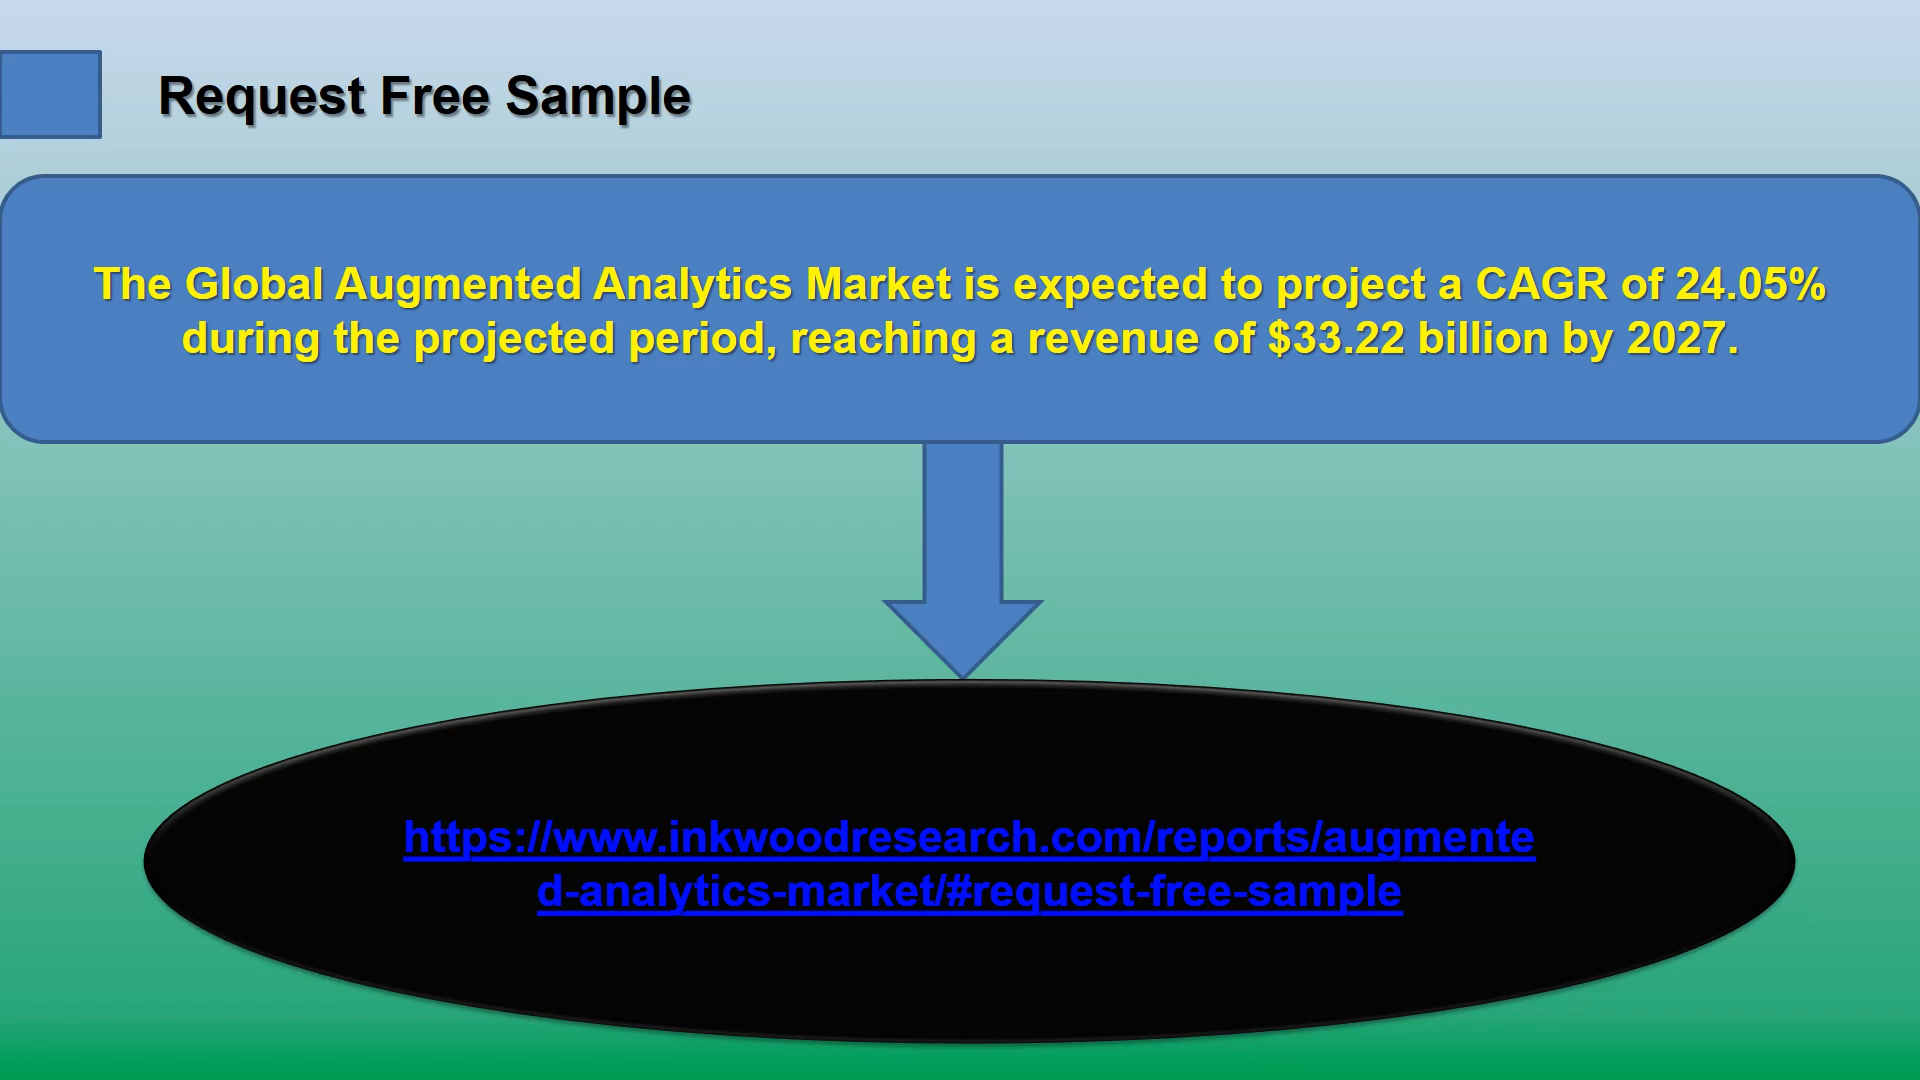 Request Free Sample
The Global Augmented Analytics Market is expected to project a CAGR of 24.05%
during the projected period, reaching a revenue of $33.22 billion by 2027.
https://www.inkwoodresearch.com/reports/augmente
d-analytics-market/#request-free-sample